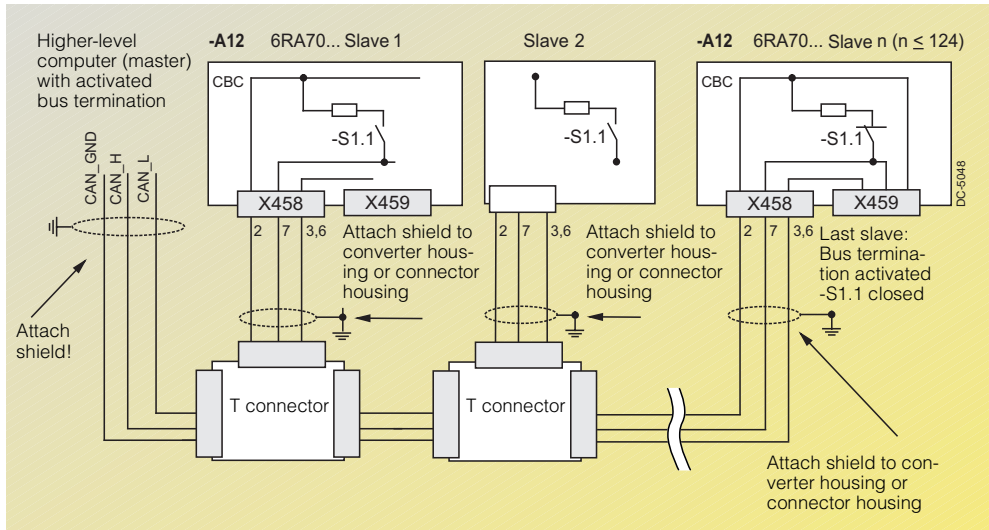 Higher-level
computer (master)
with activated
bus termination
CAN_GND
CAN_H
CAN_L
Attach
shield!
-A12 6RA70... Slave 1
CBC
-S1.1
X458
X459
2 7 3,6
Attach shield to
converter hous-
ing or connector
housing
T connector
Slave 2
-S1.1
2 7 3,6
Attach shield to
converter hous-
ing or connector
housing
T connector
-A12 6RA70... Slave n (n ≤ 124)
CBC
-S1.1
X458
X459
2 7 3,6
Last slave:
Bus termina-
tion activated
-S1.1 closed
DC-5048
Attach shield to con-
verter housing or
connector housing